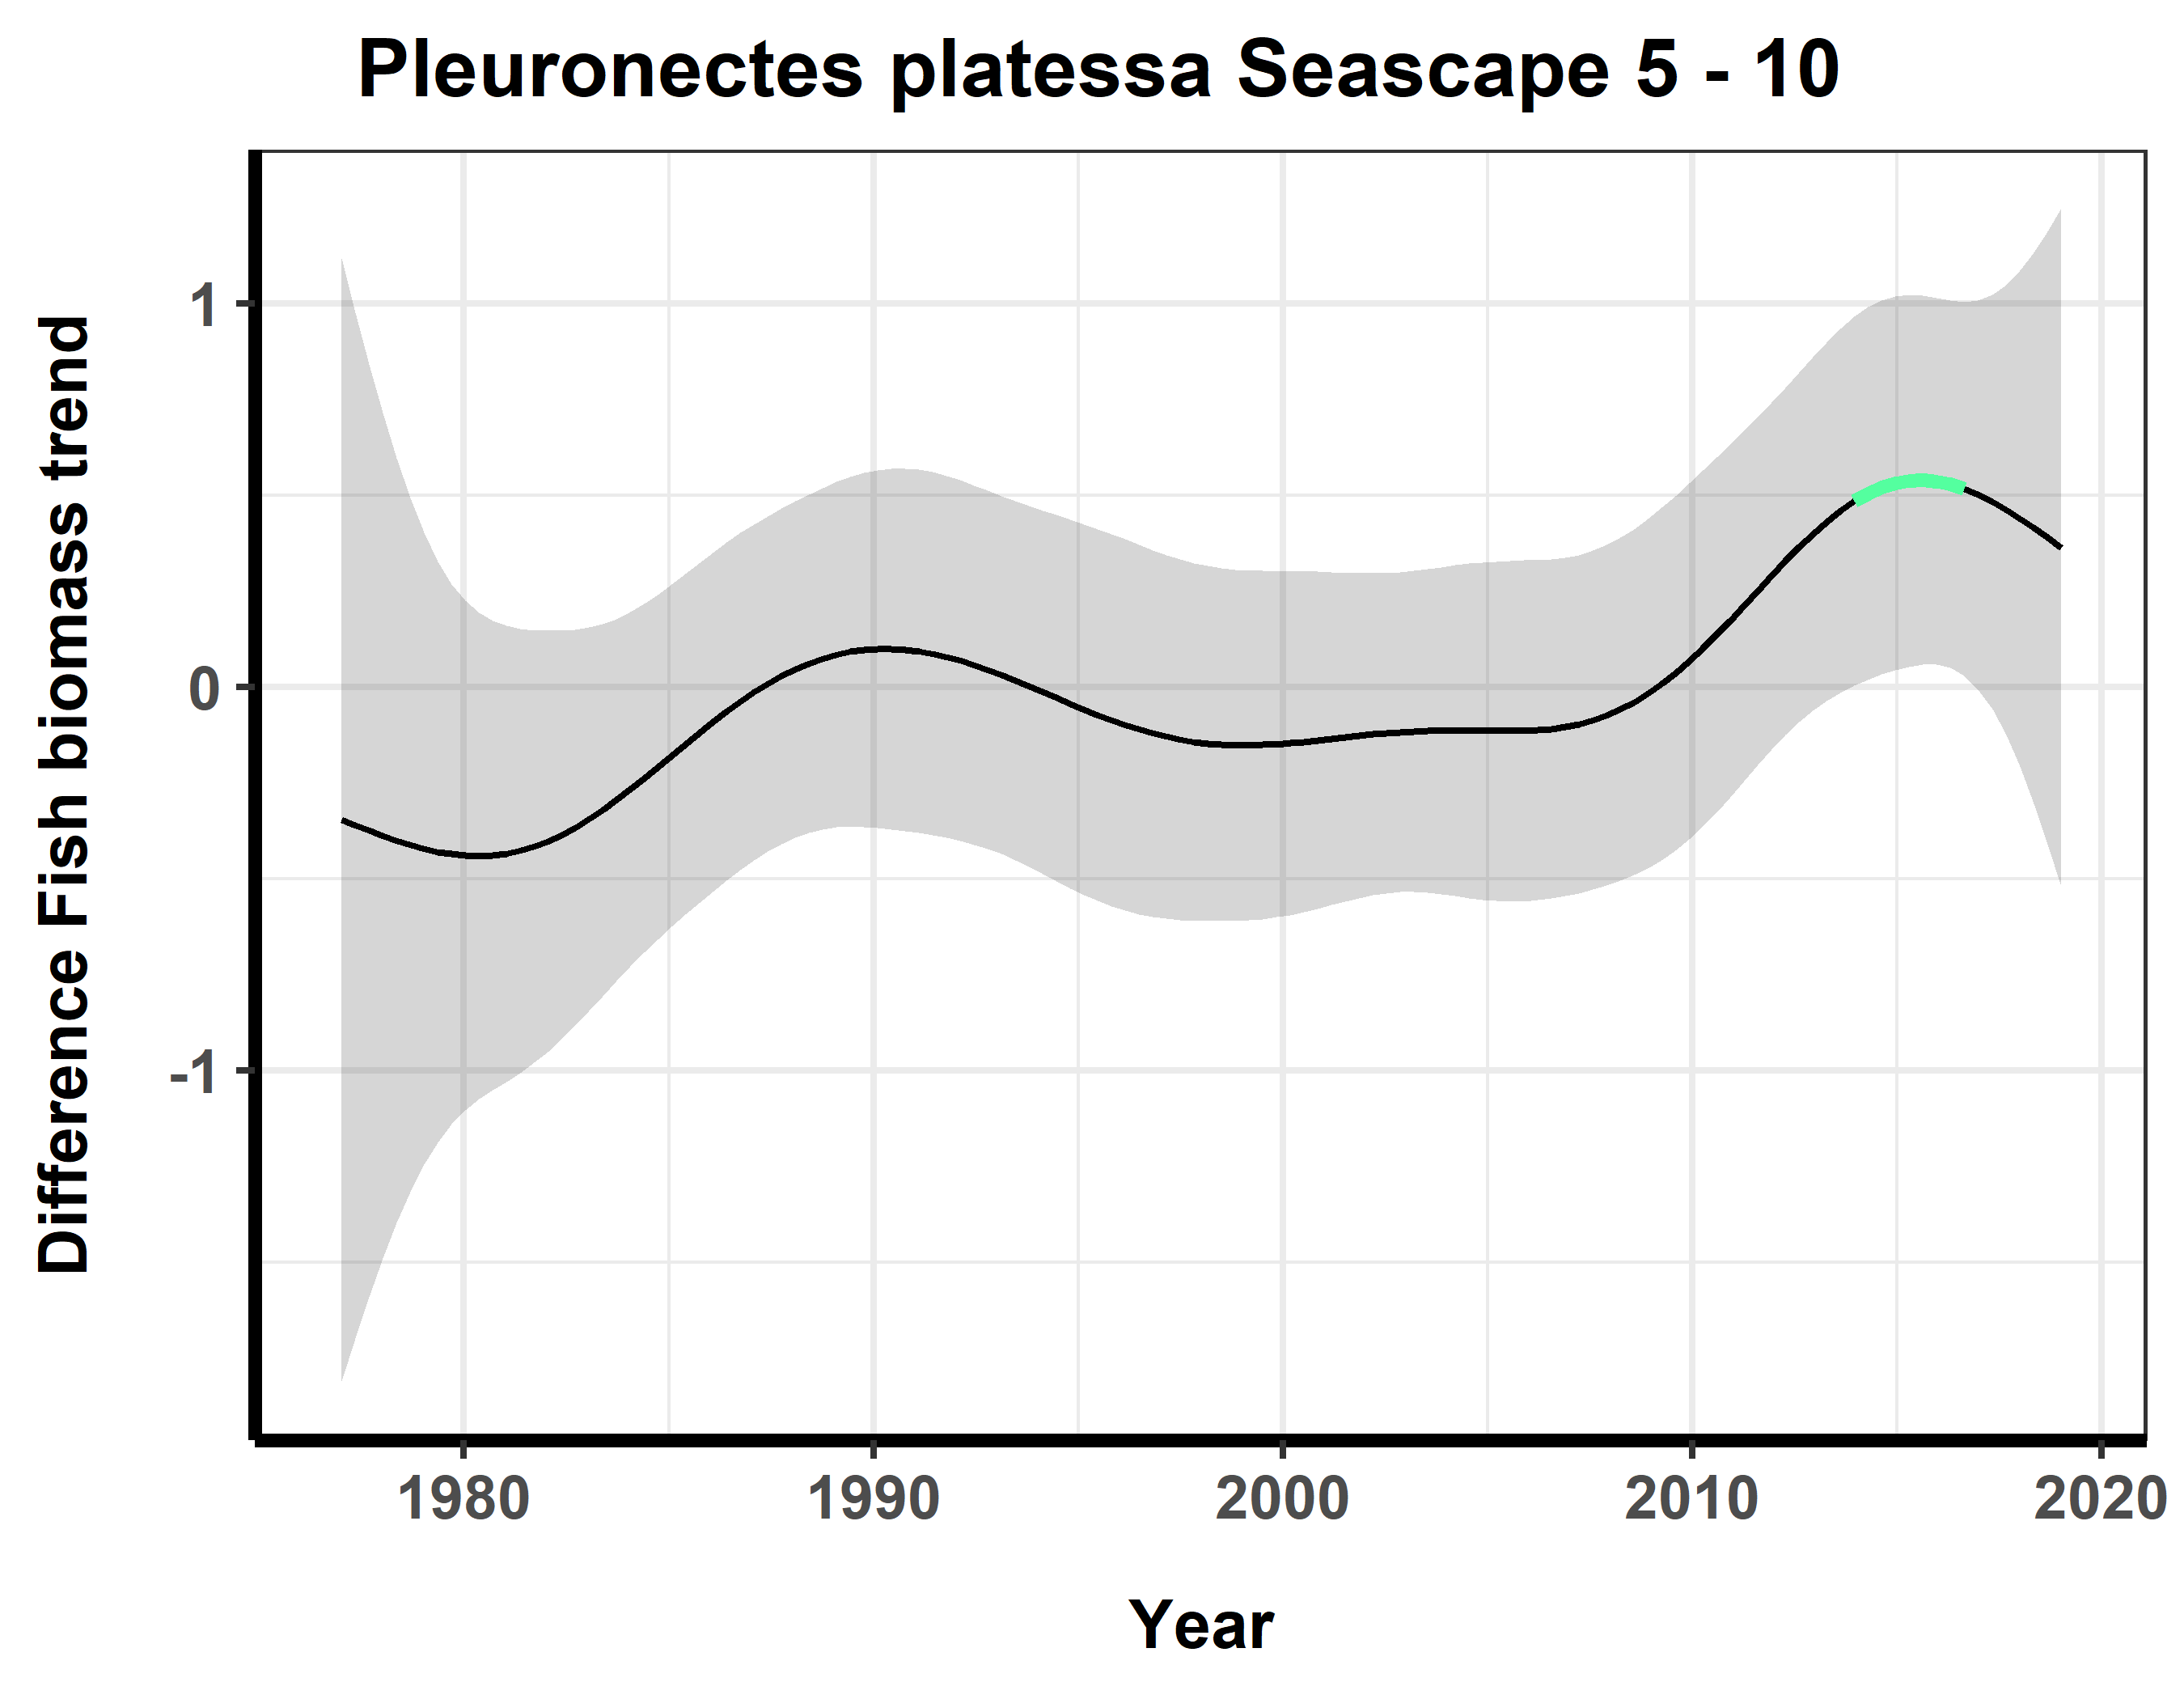 Pleuronectes platessa Seascape 5 - 10
Difference Fish biomass trend
1
0
-1
1980 1990 2000 2010 2020
Year